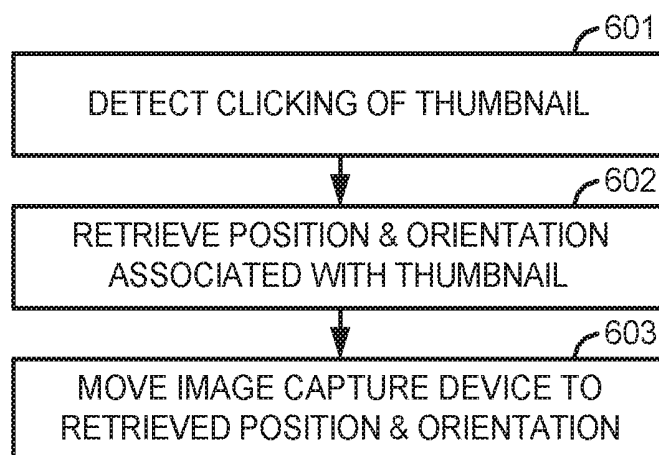 601
DETECT CLICKING OF THUMBNAIL
602
RETRIEVE POSITION & ORIENTATION
ASSOCIATED WITH THUMBNAIL
603
MOVE IMAGE CAPTURE DEVICE TO
RETRIEVED POSITION & ORIENTATION